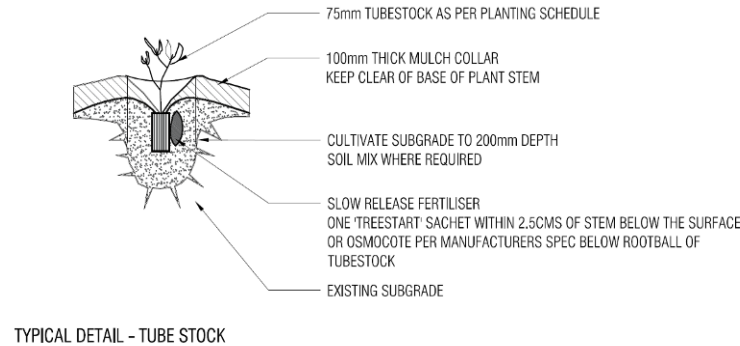 75mm TUBESTOCK AS PER PLANTING SCHEDULE
100mm THICK MULCH COLLAR
KEEP CLEAR OF BASE OF PLANT STEM
CULTIVATE SUBGRADE TO 200mm DEPTH
SOIL MIX WHERE REQUIRED
SLOW RELEASE FERTILISER
ONE 'TREESTART' SACHET WITHIN 2.5CMS OF STEM BELOW THE SURFACE
OR OSMOCOTE PER MANUFACTURERS SPEC BELOW ROOTBALL OF
TUBESTOCK
EXISTING SUBGRADE
TYPICAL DETAIL - TUBE STOCK